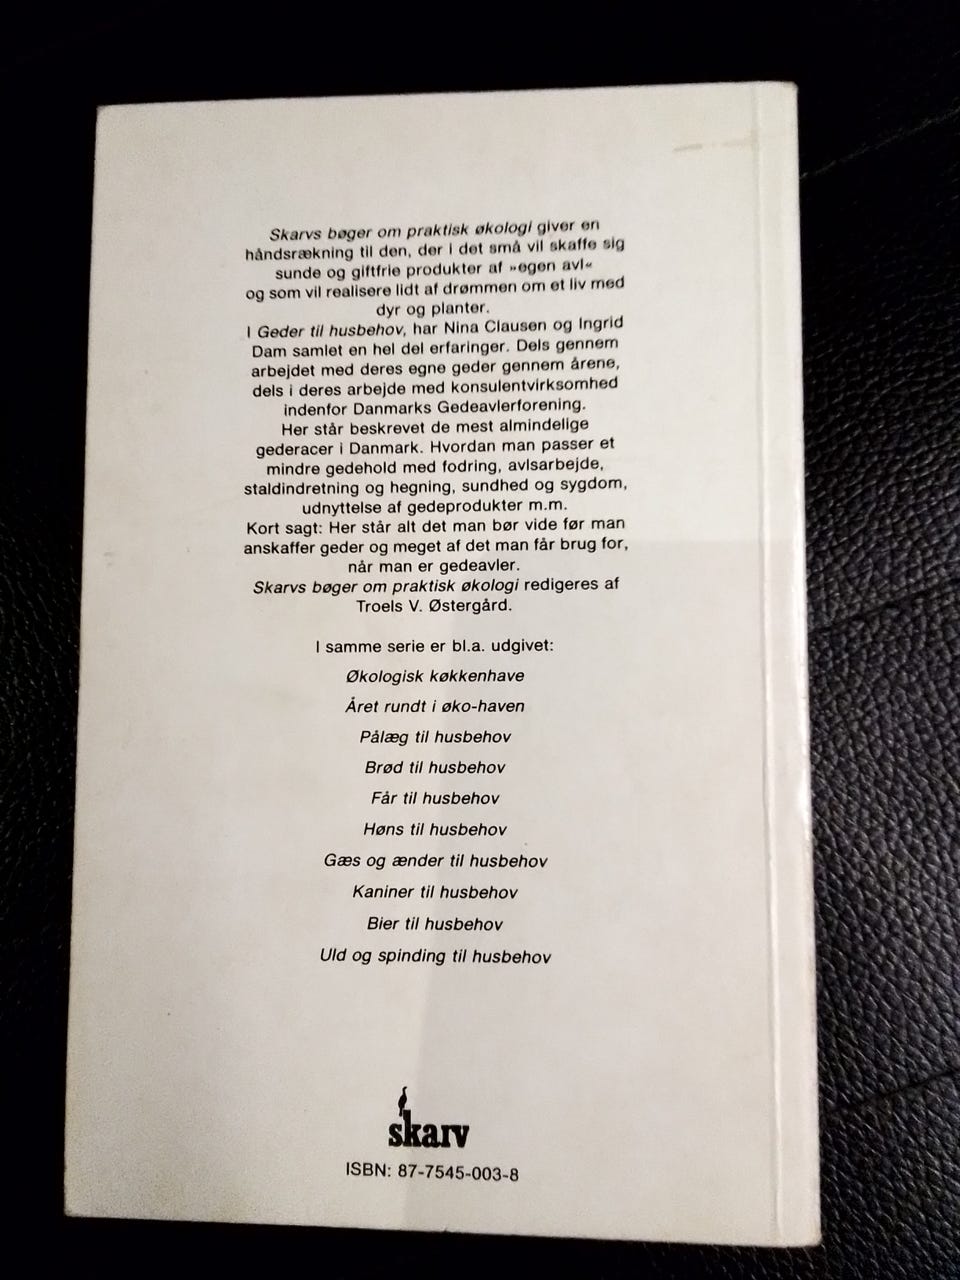 Skarvs bøger om praktisk økologi giver en
håndsrækning til den, der i det små vil skaffe sig
sunde og giftfrie produkter af »egen avl«
og som vil realisere lidt af drømmen om et liv med
dyr og planter.
I Geder til husbehov, har Nina Clausen og Ingrid
Dam samlet en hel del erfaringer. Dels gennem
arbejdet med deres egne geder gennem årene,
dels i deres arbejde med konsulentvirksomhed
indenfor Danmarks Gedeavlerforening.
Her står beskrevet de mest almindelige
gederacer i Danmark. Hvordan man passer et
mindre gedehold med fodring, avlsarbejde,
staldindretning og hegning, sundhed og sygdom,
udnyttelse af gedeprodukter m.m.
Kort sagt: Her står alt det man bør vide før man
anskaffer geder og meget af det man får brug for,
når man er gedeavler.
Skarvs bøger om praktisk økologi redigeres af
Troels V. Østergård.
I samme serie er bl.a. udgivet:
Økologisk køkkenhave
Året rundt i øko-haven
Pålæg til husbehov
Brød til husbehov
Får til husbehov
Høns til husbehov
Gæs og ænder til husbehov
Kaniner til husbehov
Bier til husbehov
Uld og spinding til husbehov
skarv
ISBN: 87-7545-003-8